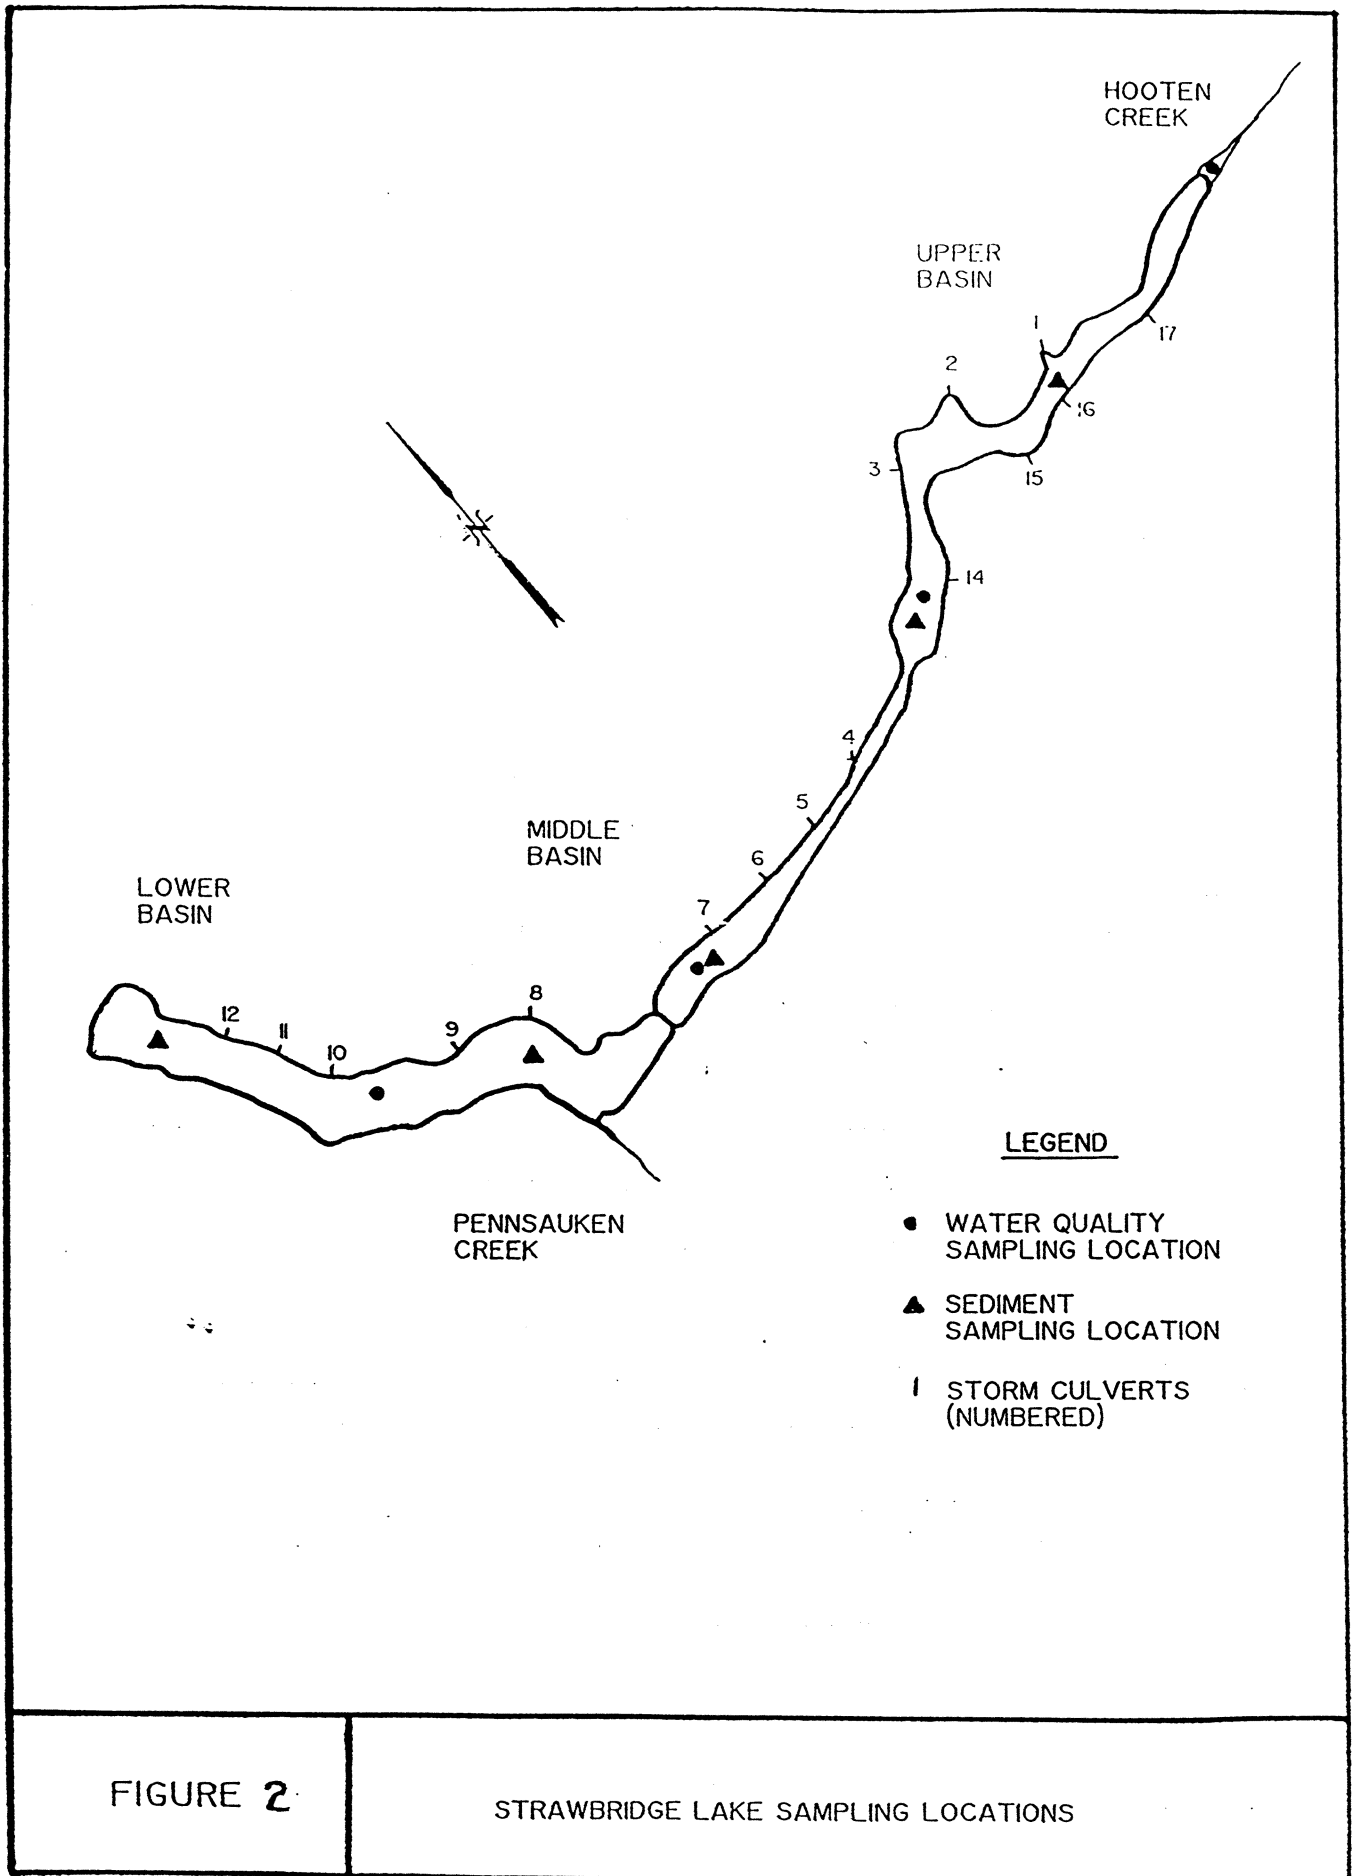 HOOTEN
CREEK
UPPER
BASIN
1
17
2
16
3
15
14
4
5
MIDDLE
BASIN
6
LOWER
BASIN
7
8
12
11
9
10
LEGEND
PENNSAUKEN
CREEK
WATER QUALITY
SAMPLING LOCATION
SEDIMENT
SAMPLING LOCATION
1 STORM CULVERTS
(NUMBERED)
FIGURE 2
STRAWBRIDGE LAKE SAMPLING LOCATIONS